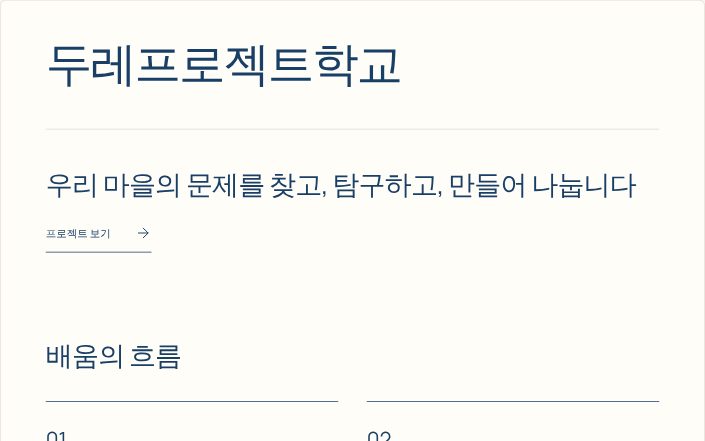 두레프로젝트학교
우리 마을의 문제를 찾고, 탐구하고, 만들어 나눕니다
프로젝트 보기
배움의 흐름
01 02